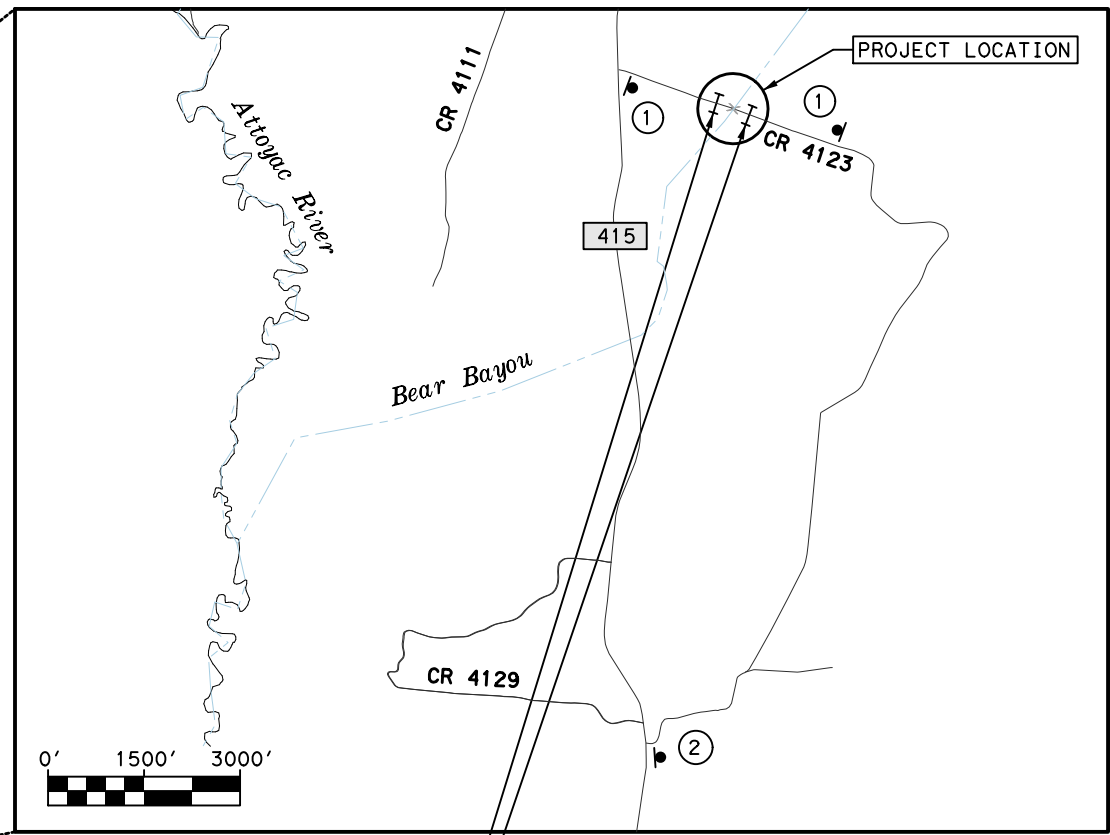 PROJECT LOCATION
CR 4111
1
1
Attoyac River
CR 4123
415
Bear Bayou
CR 4129
2
0' 1500' 3000'